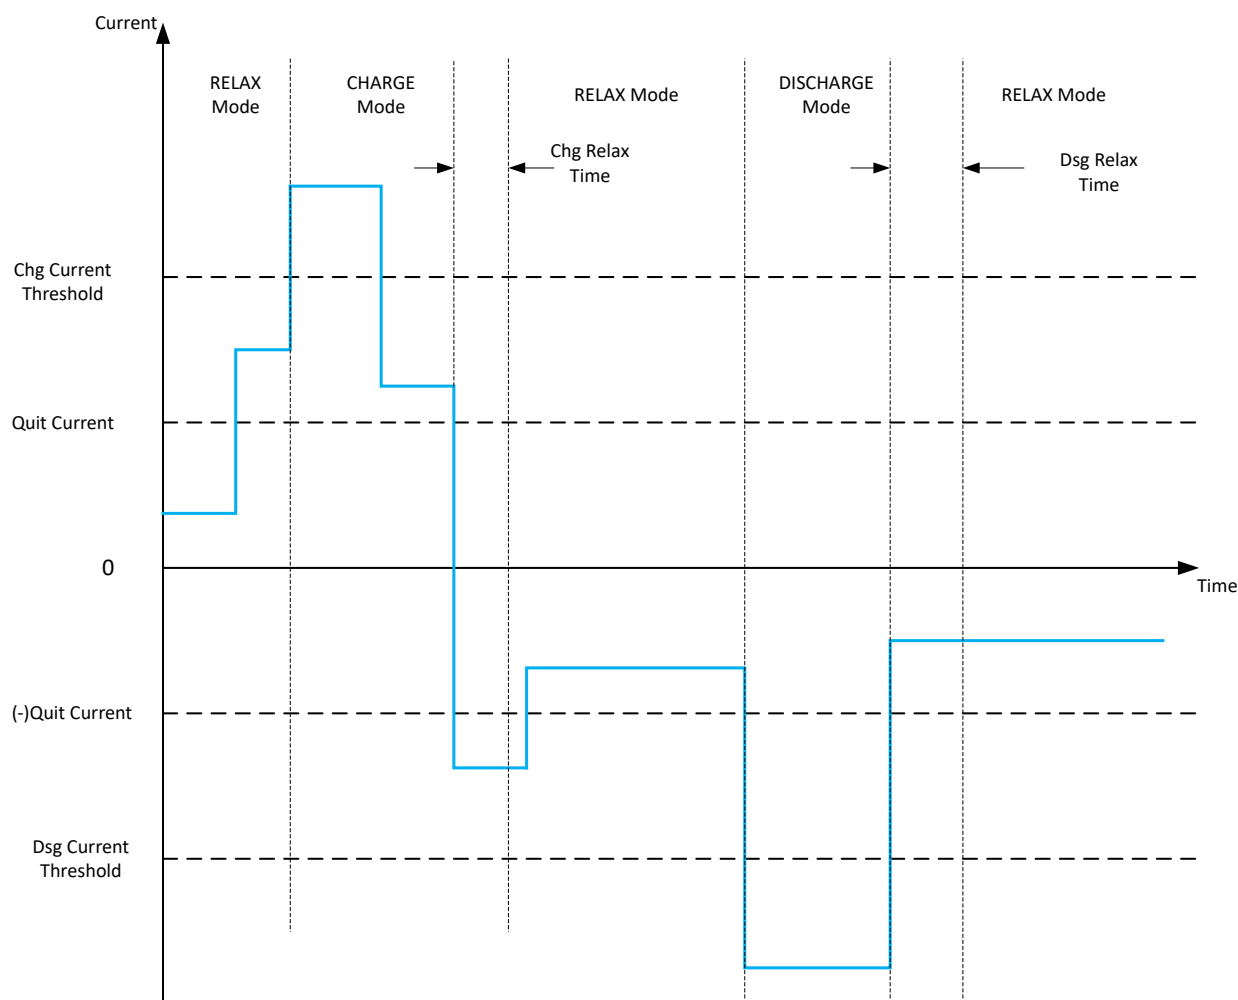 Current
RELAX
Mode
CHARGE
Mode
RELAX Mode
DISCHARGE
Mode
RELAX Mode
Chg Relax
Time
Dsg Relax
Time
Chg Current
Threshold
Quit Current
0
Time
(-)Quit Current
Dsg Current
Threshold